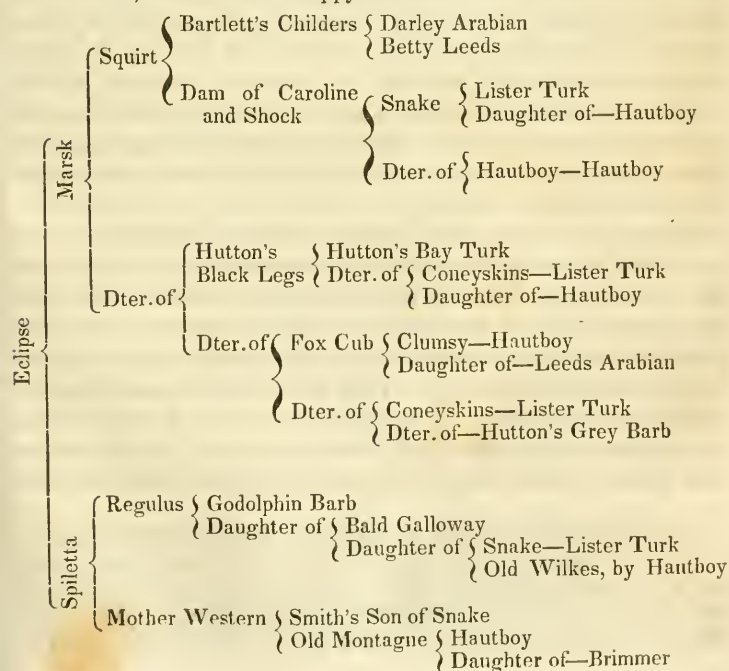 Bartlett's Childers Darley Arabian
Betty Leeds
Squirt
Dam of Caroline
and Shock
Snake Lister Turk
Daughter of—Hautboy
Dter. of Hautboy—Hautboy
Marsk
Hutton's
Black Legs
Hutton's Bay Turk
Dter. of Coneyskins—Lister Turk
Daughter of—Hautboy
Dter. of
Dter. of Fox Cub Clumsy—Hautboy
Daughter of—Leeds Arabian
Dter. of Coneyskins—Lister Turk
Dter. of—Hutton's Grey Barb
Eclipse
Regulus Godolphin Barb
Daughter of Bald Galloway
Daughter of Snake—Lister Turk
Old Wilkes, by Hautboy
Spiletta
Mother Western Smith's Son of Snake
Old Montagne Hautboy
Daughter of—Brimmer